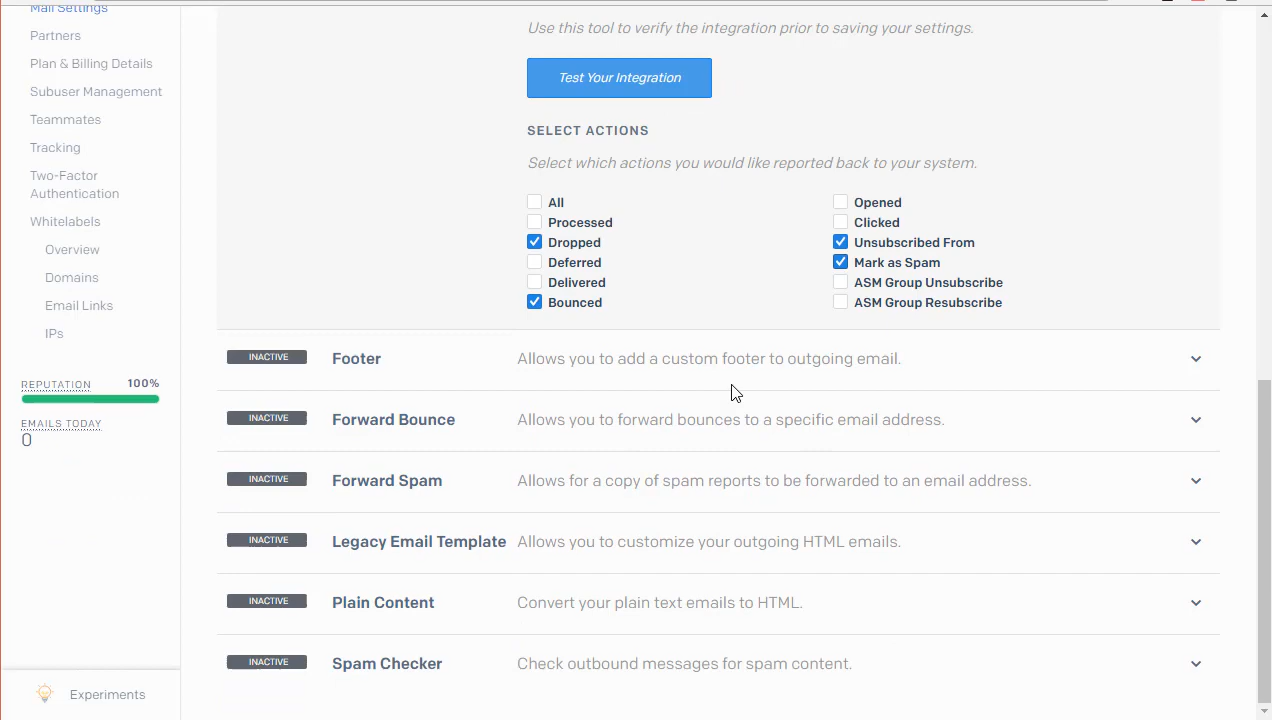 Mail Settings
Partners
Plan & Billing Details
Subuser Management
Teammates
Tracking
Two-Factor
Authentication
Whitelabels
Overview
Domains
Email Links
IPs
REPUTATION 100%
EMAILS TODAY
0
Experiments
Use this tool to verify the integration prior to saving your settings.
Test Your Integration
SELECT ACTIONS
Select which actions you would like reported back to your system.
All
Processed
Dropped
Deferred
Delivered
Bounced
Opened
Clicked
Unsubscribed From
Mark as Spam
ASM Group Unsubscribe
ASM Group Resubscribe
INACTIVE Footer Allows you to add a custom footer to outgoing email.
INACTIVE Forward Bounce Allows you to forward bounces to a specific email address.
INACTIVE Forward Spam Allows for a copy of spam reports to be forwarded to an email address.
INACTIVE Legacy Email Template Allows you to customize your outgoing HTML emails.
INACTIVE Plain Content Convert your plain text emails to HTML.
INACTIVE Spam Checker Check outbound messages for spam content.